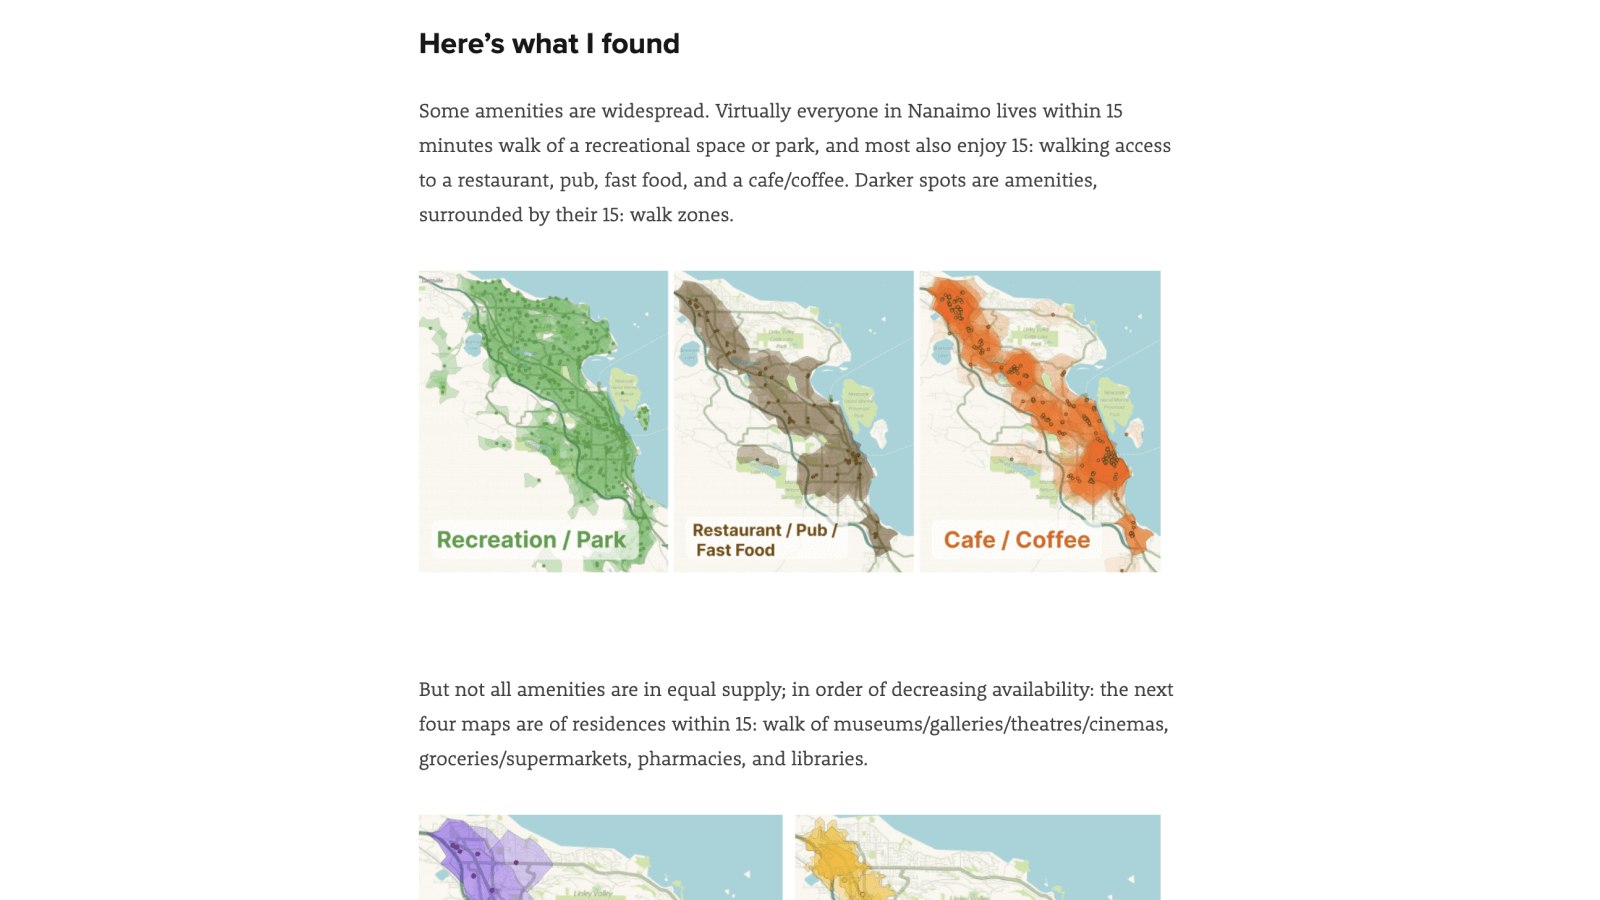 Here’s what I found
Some amenities are widespread. Virtually everyone in Nanaimo lives within 15
minutes walk of a recreational space or park, and most also enjoy 15: walking access
to a restaurant, pub, fast food, and a cafe/coffee. Darker spots are amenities,
surrounded by their 15: walk zones.
Recreation / Park
Restaurant / Pub /
Fast Food
Cafe / Coffee
But not all amenities are in equal supply; in order of decreasing availability: the next
four maps are of residences within 15: walk of museums/galleries/theatres/cinemas,
groceries/supermarkets, pharmacies, and libraries.
Linley Valley
Linley Valley